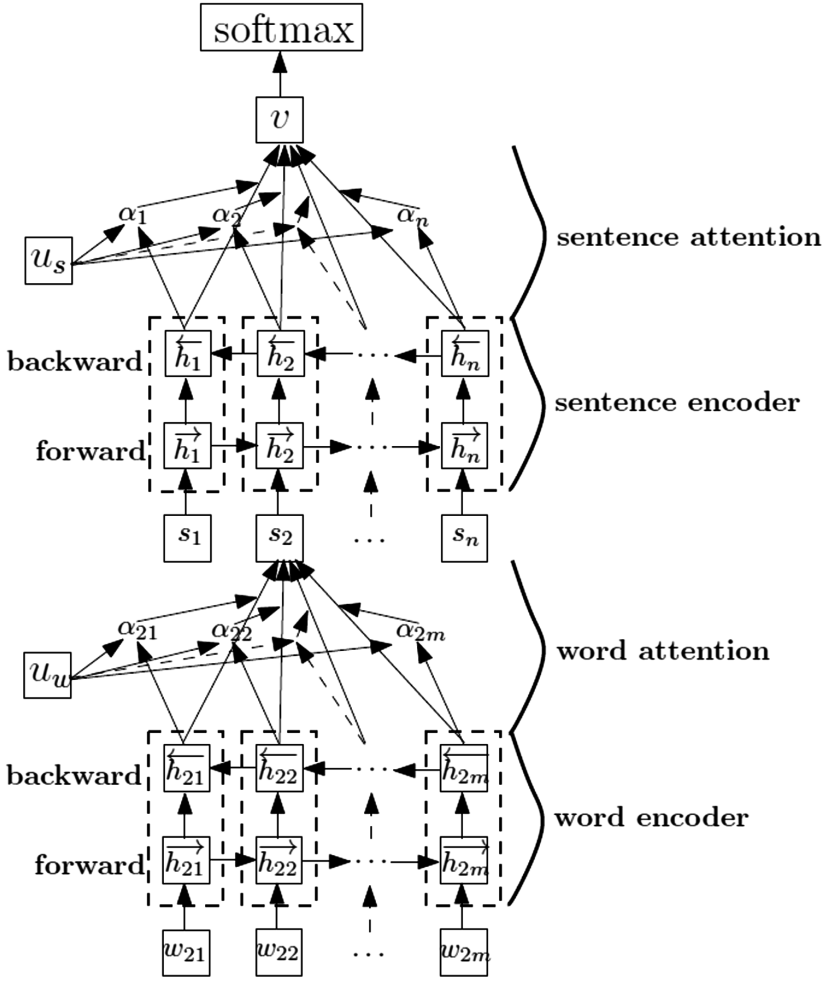 softmax
v
α₁ α₂ αₙ
uₛ
sentence attention
backward ←h₁ ←h₂ ··· ←hₙ
sentence encoder
forward →h₁ →h₂ ··· →hₙ
s₁ s₂ ··· sₙ
α₂₁ α₂₂ α₂ₘ
word attention
u_w
backward ←h₂₁ ←h₂₂ ··· ←h₂ₘ
word encoder
forward →h₂₁ →h₂₂ ··· →h₂ₘ
w₂₁ w₂₂ ··· w₂ₘ